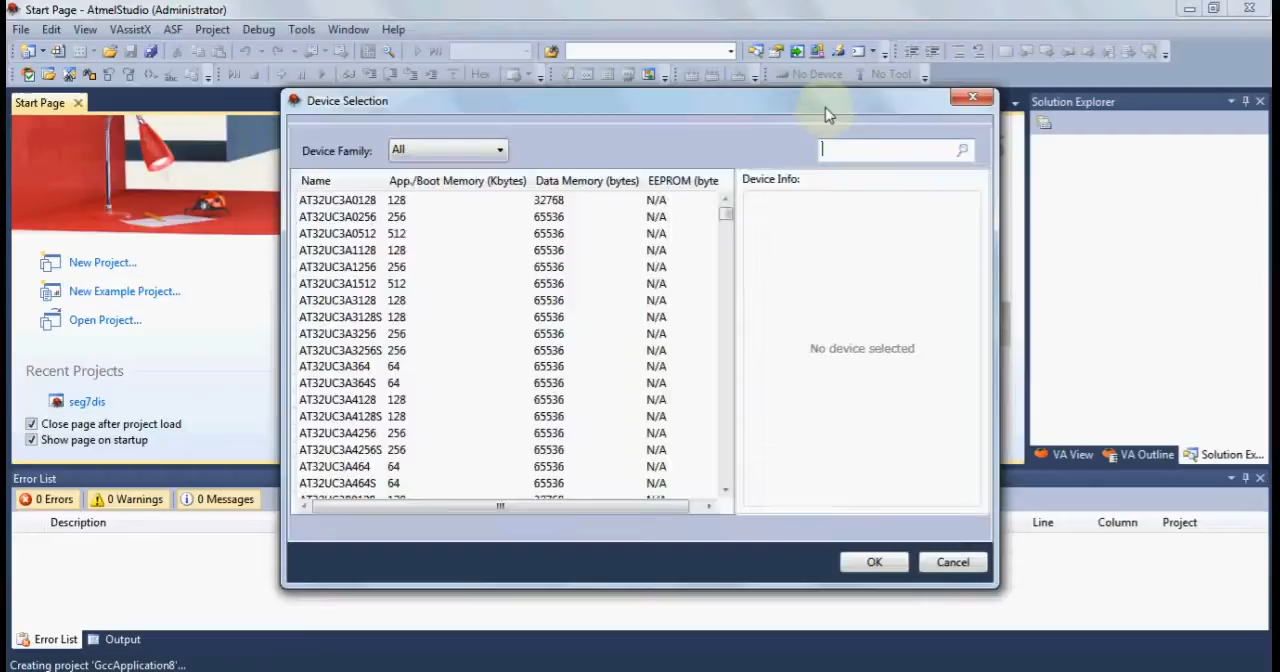 Start Page - AtmelStudio (Administrator)
File Edit View VAssistX ASF Project Debug Tools Window Help
Hex No Device No Tool
Start Page
Device Selection
Solution Explorer
Device Family: All
Name App./Boot Memory (Kbytes) Data Memory (bytes) EEPROM (byte
Device Info:
AT32UC3A0128 128 32768 N/A
AT32UC3A0256 256 65536 N/A
AT32UC3A0512 512 65536 N/A
AT32UC3A1128 128 65536 N/A
AT32UC3A1256 256 65536 N/A
AT32UC3A1512 512 65536 N/A
AT32UC3A3128 128 65536 N/A
AT32UC3A3128S 128 65536 N/A
AT32UC3A3256 256 65536 N/A
AT32UC3A3256S 256 65536 N/A
AT32UC3A364 64 65536 N/A
AT32UC3A364S 64 65536 N/A
AT32UC3A4128 128 65536 N/A
AT32UC3A4128S 128 65536 N/A
AT32UC3A4256 256 65536 N/A
AT32UC3A4256S 256 65536 N/A
AT32UC3A464 64 65536 N/A
AT32UC3A464S 64 65536 N/A
No device selected
OK Cancel
New Project...
New Example Project...
Open Project...
Recent Projects
seg7dis
Close page after project load
Show page on startup
VA View VA Outline Solution Ex...
Error List
0 Errors 0 Warnings 0 Messages
Description Line Column Project
Error List Output
Creating project 'GccApplication8'...